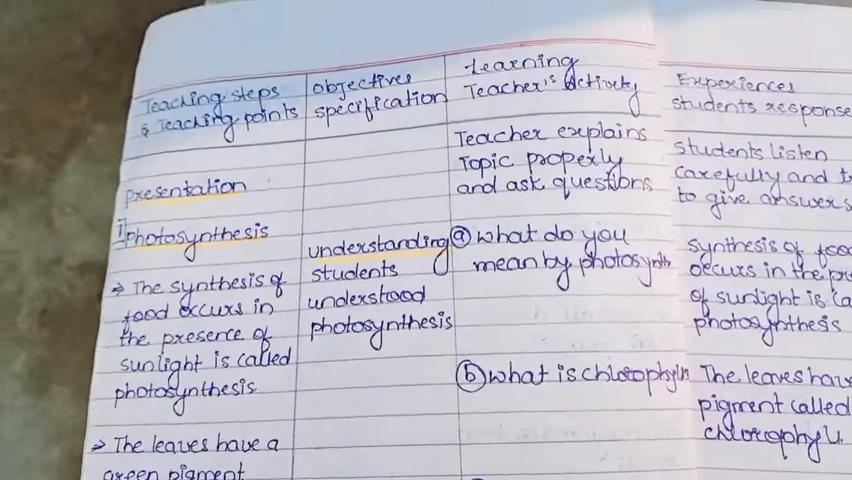 Teaching steps
& Teaching points
presentation
i) photosynthesis
→ The synthesis of
food occurs in
the presence of
sunlight is called
photosynthesis
→ The leaves have a
green pigment
objectives
specification
understanding
students
understood
photosynthesis
Learning
Teacher's activity
Teacher explains
Topic properly
and ask questions
(a) what do you
mean by photosynth
(b) what is chlorophyll
Experiences
students response
students listen
carefully and
to give answers
synthesis of foo
occurs in the
of sunlight is
photosynthesis
The leaves have
pigment called
chlorophyll.